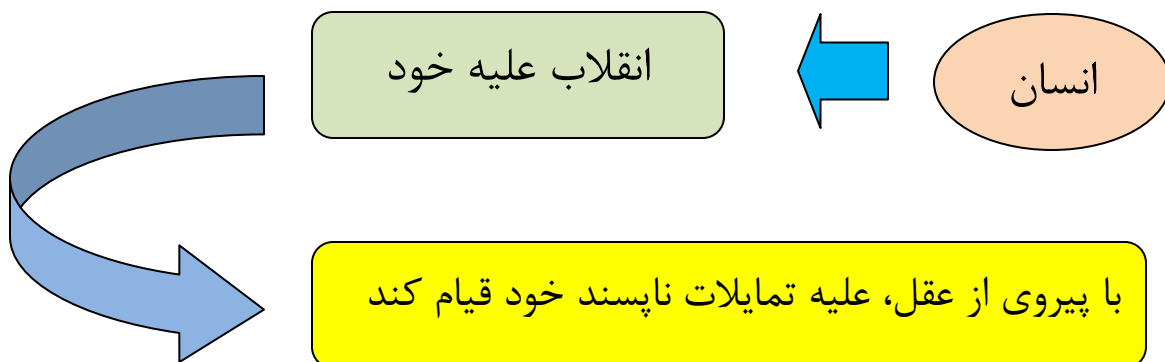 انسان
انقلاب علیه خود
با پیروی از عقل، علیه تمایلات ناپسند خود قیام کند